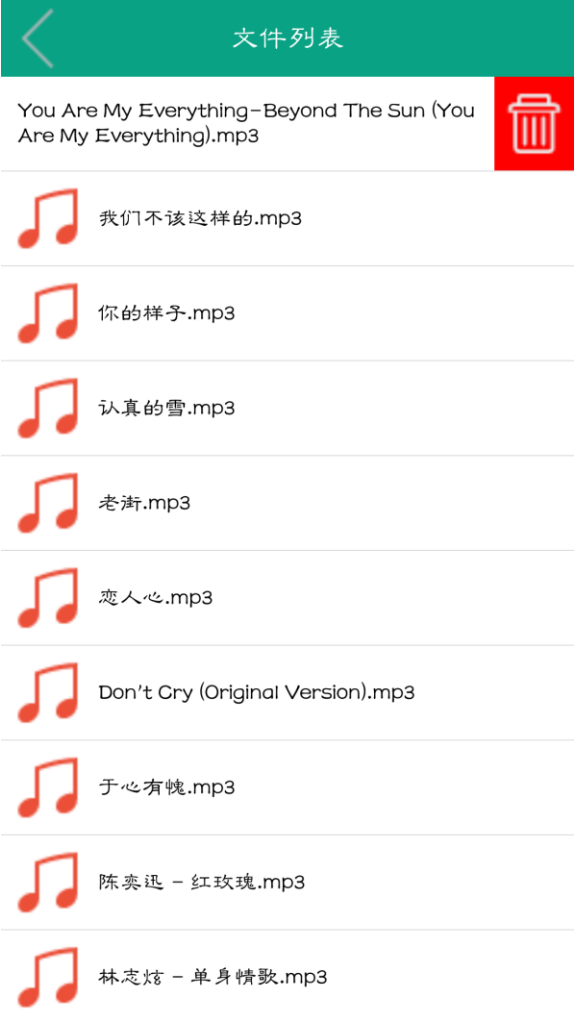 文件列表
You Are My Everything-Beyond The Sun (You
Are My Everything).mp3
我们不该这样的.mp3
你的样子.mp3
认真的雪.mp3
老街.mp3
恋人心.mp3
Don't Cry (Original Version).mp3
于心有愧.mp3
陈奕迅 - 红玫瑰.mp3
林志炫 - 单身情歌.mp3